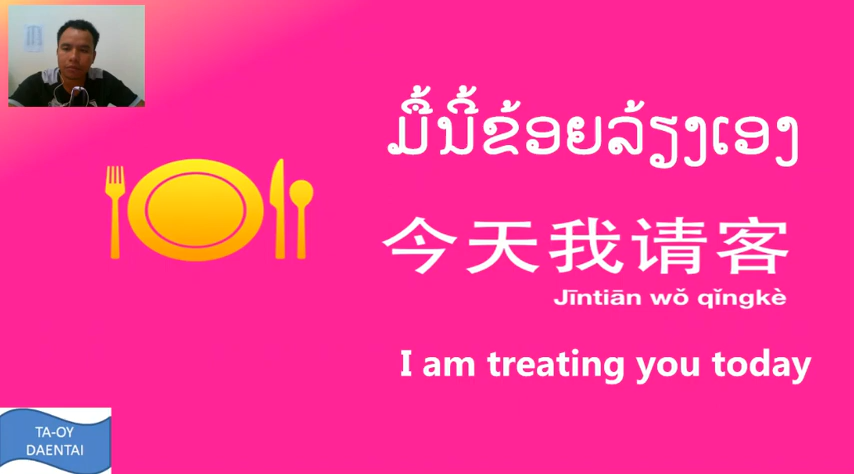 ມື້ນີ້ຂ້ອຍລ້ຽງເອງ
今天我请客
Jīntiān wǒ qǐngkè
I am treating you today
TA-OY
DAENTAI